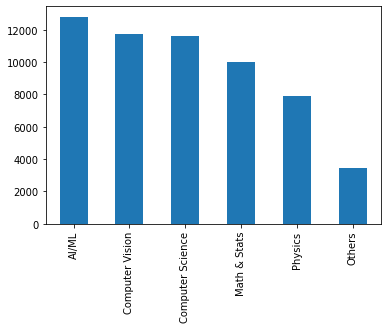 12000
10000
8000
6000
4000
2000
0
AI/ML
Computer Vision
Computer Science
Math & Stats
Physics
Others